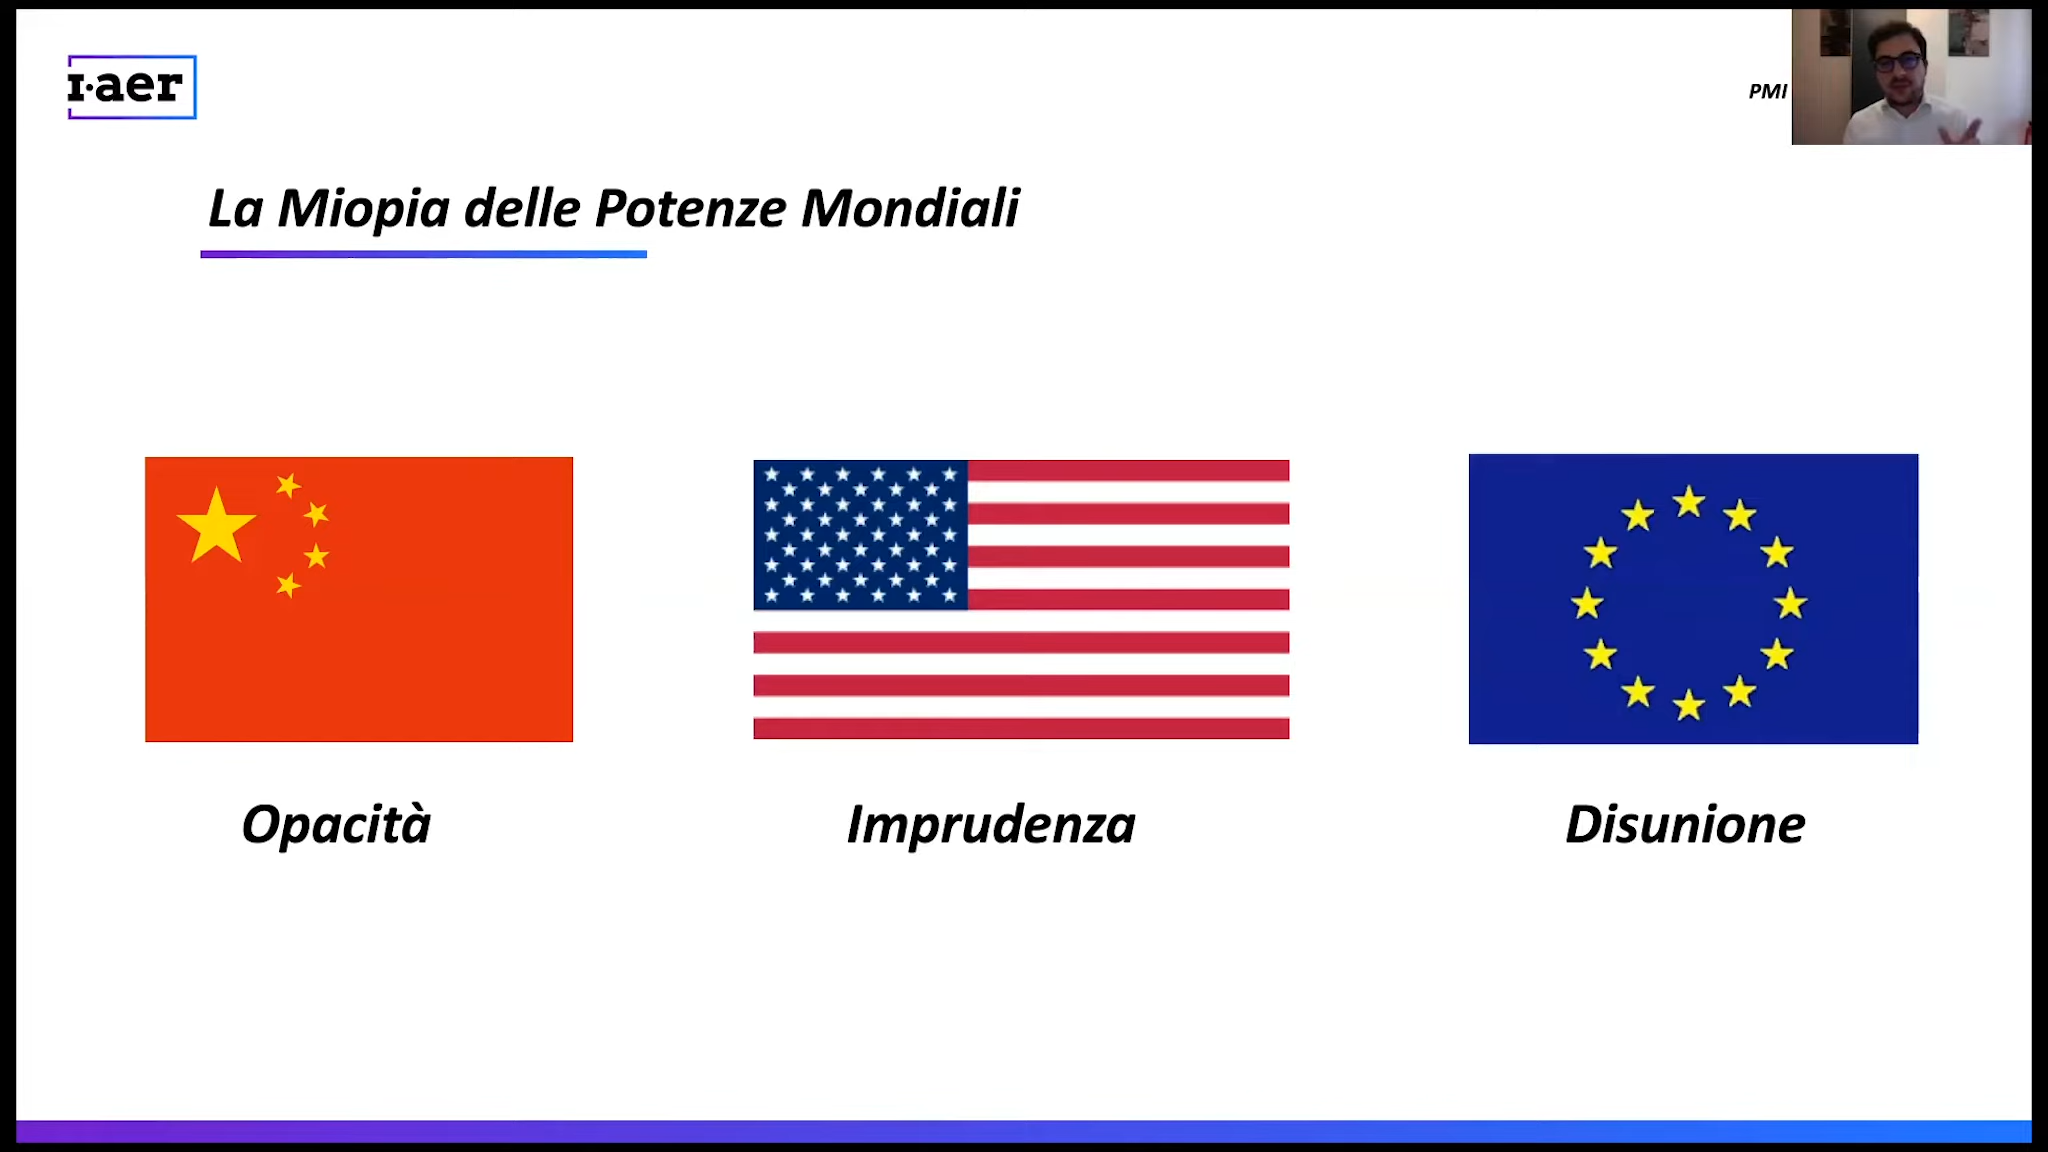 I·aer
PMI
La Miopia delle Potenze Mondiali
Opacità
Imprudenza
Disunione